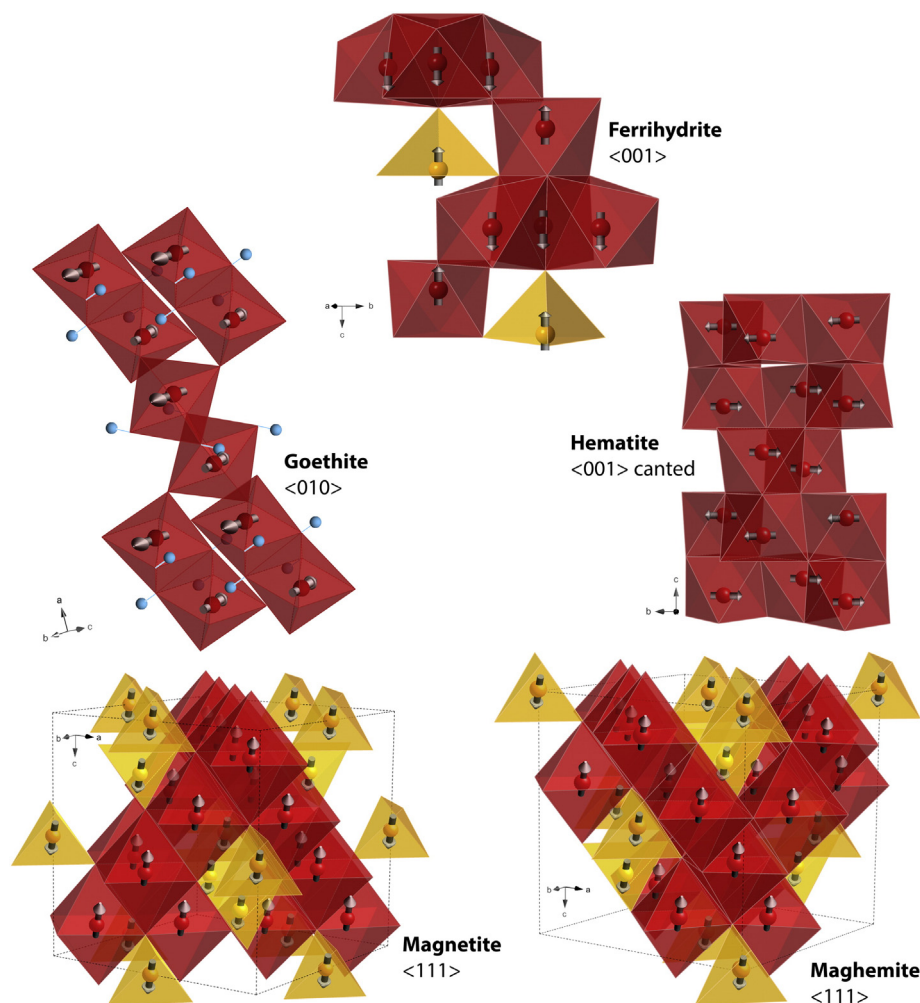 Ferrihydrite
<001>
a b
c
Goethite
<010>
Hematite
<001> canted
a
b c
c
b
b a
c
Magnetite
<111>
b a
c
Maghemite
<111>